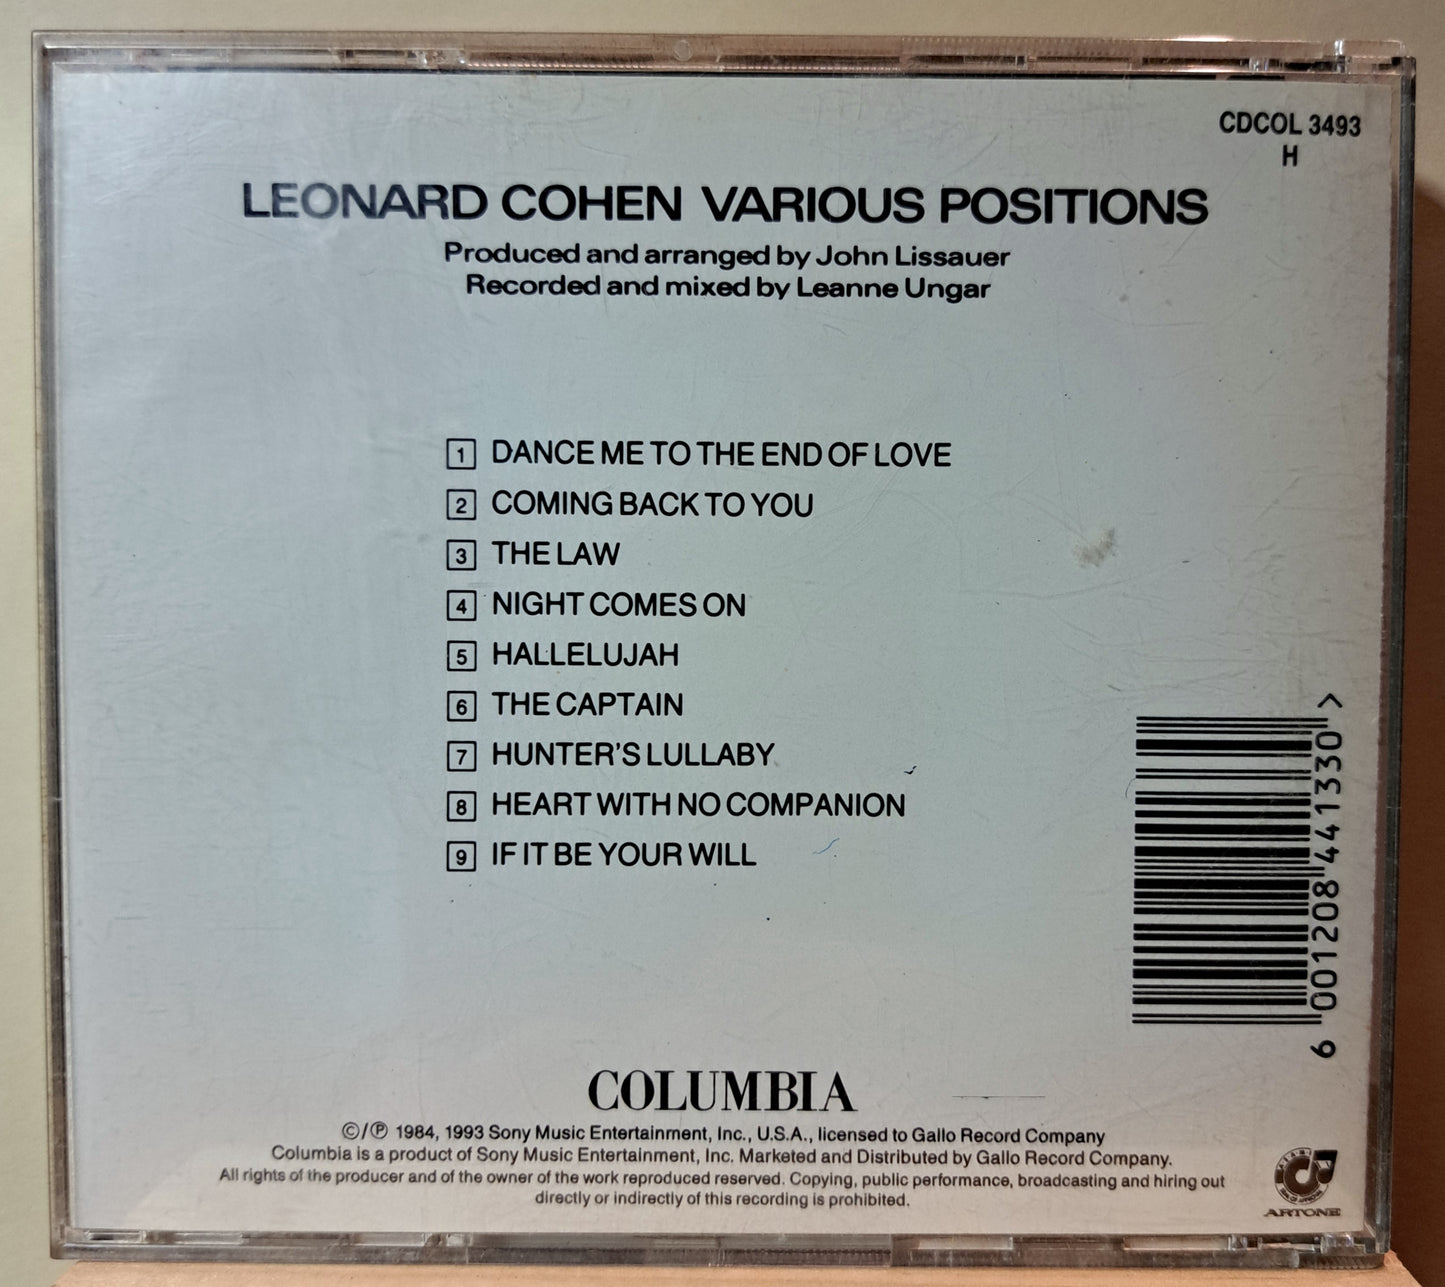 CDCOL 3493
H
LEONARD COHEN VARIOUS POSITIONS
Produced and arranged by John Lissauer
Recorded and mixed by Leanne Ungar
1 DANCE ME TO THE END OF LOVE
2 COMING BACK TO YOU
3 THE LAW
4 NIGHT COMES ON
5 HALLELUJAH
6 THE CAPTAIN
7 HUNTER'S LULLABY
8 HEART WITH NO COMPANION
9 IF IT BE YOUR WILL
6 001208 441330 >
COLUMBIA
©/℗ 1984, 1993 Sony Music Entertainment, Inc., U.S.A., licensed to Gallo Record Company
Columbia is a product of Sony Music Entertainment, Inc. Marketed and Distributed by Gallo Record Company.
All rights of the producer and of the owner of the work reproduced reserved. Copying, public performance, broadcasting and hiring out
directly or indirectly of this recording is prohibited.
ARTONE